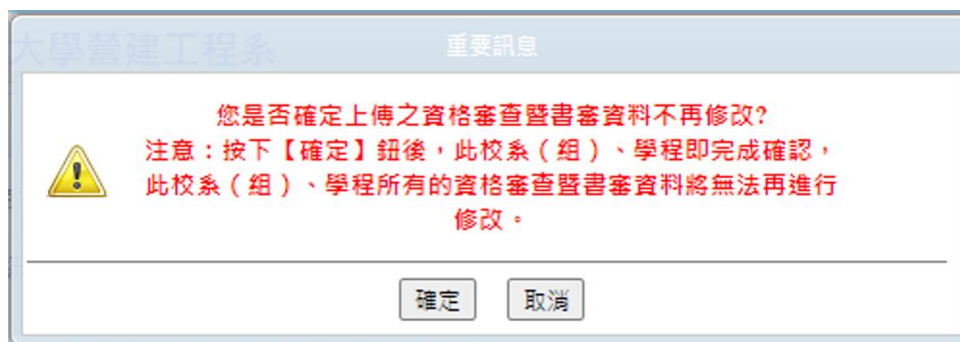 大學營建工程系
重要訊息
您是否確定上傳之資格審查暨書審資料不再修改?
注意：按下【確定】鈕後，此校系（組）、學程即完成確認，
此校系（組）、學程所有的資格審查暨書審資料將無法再進行
修改。
確定
取消